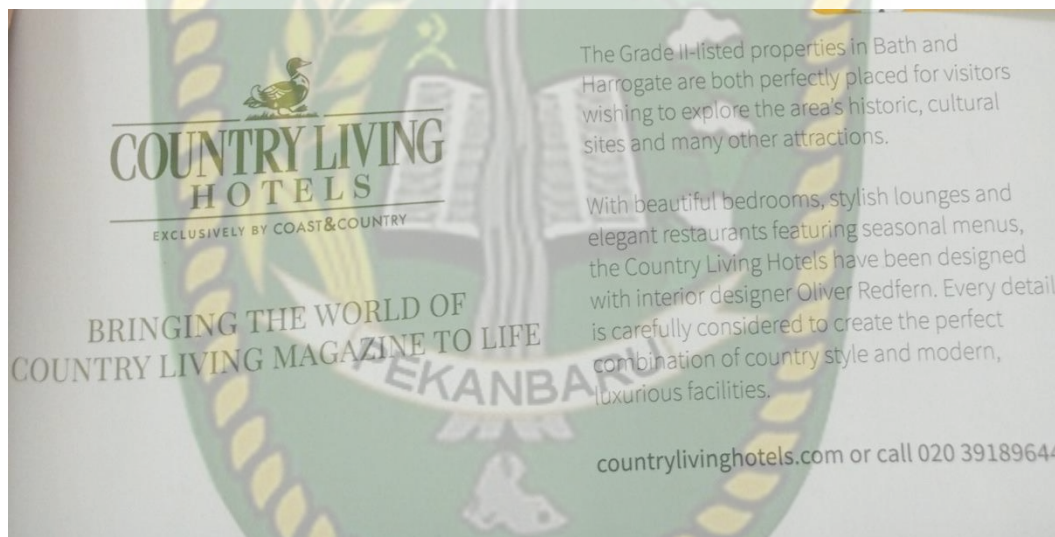 COUNTRY LIVING
HOTELS
EXCLUSIVELY BY COAST&COUNTRY
BRINGING THE WORLD OF
COUNTRY LIVING MAGAZINE TO LIFE
The Grade II-listed properties in Bath and
Harrogate are both perfectly placed for visitors
wishing to explore the area's historic, cultural
sites and many other attractions.
With beautiful bedrooms, stylish lounges and
elegant restaurants featuring seasonal menus,
the Country Living Hotels have been designed
with interior designer Oliver Redfern. Every detail
is carefully considered to create the perfect
combination of country style and modern,
luxurious facilities.
countrylivinghotels.com or call 020 3918964
PEKANBARU